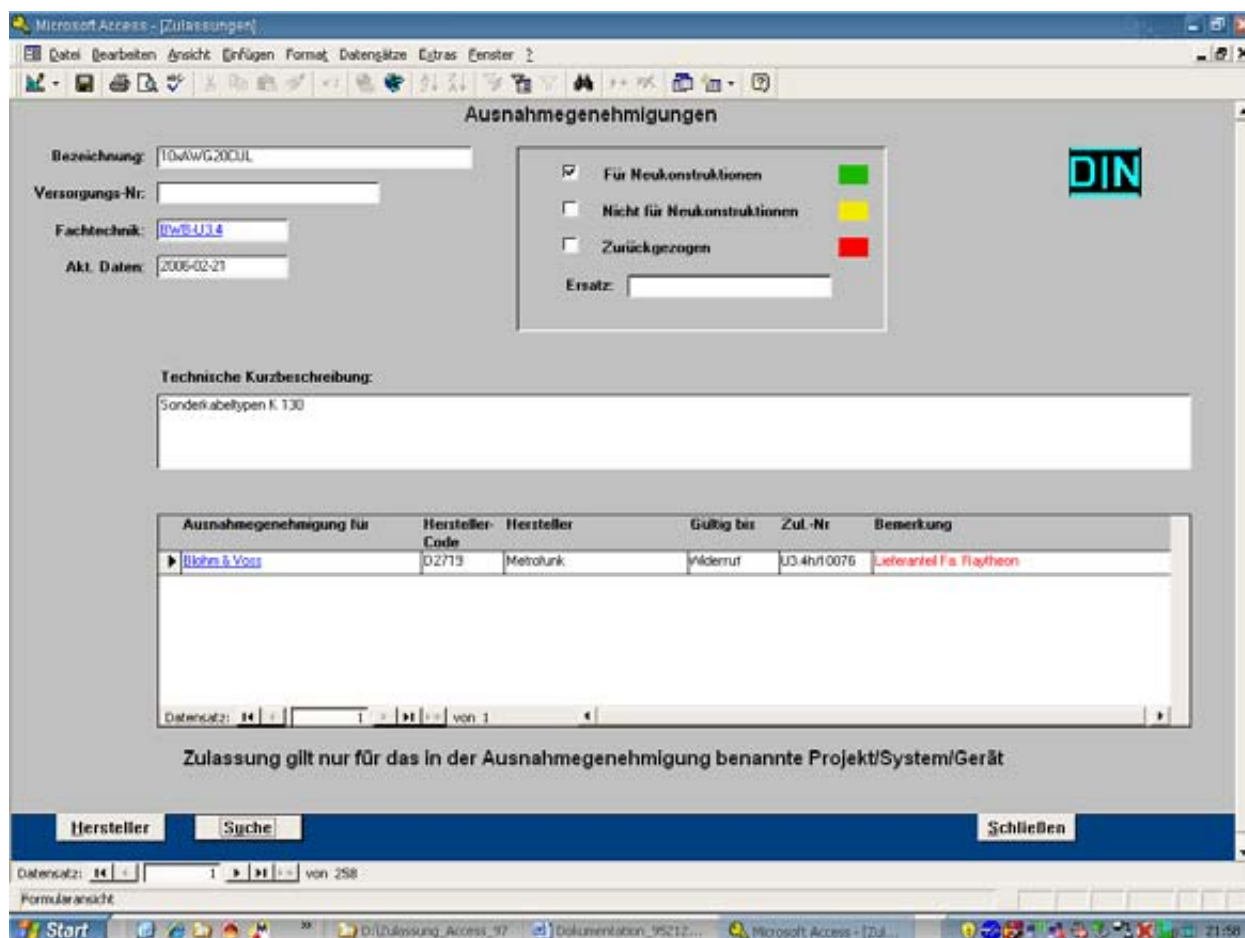 Microsoft Access - [Zulassungen]
Datei Bearbeiten Ansicht Einfügen Format Datensätze Extras Fenster ?
Ausnahmegenehmigungen
Bezeichnung: 10xAWG20CUL
Versorgungs-Nr.:
Fachtechnik: BWB-U3.4
Akt. Daten: 2006-02-21
Für Neukonstruktionen
Nicht für Neukonstruktionen
Zurückgezogen
Ersatz:
DIN
Technische Kurzbeschreibung:
Sonderkabeltypen K 130
Ausnahmegenehmigung für Hersteller-Code Hersteller Gültig bis Zul.-Nr Bemerkung
Blohm & Voss D2719 Metrofunk Widerruf U3.4h/10076 Lieferanteil Fa. Raytheon
Datensatz: 1 von 1
Zulassung gilt nur für das in der Ausnahmegenehmigung benannte Projekt/System/Gerät
Hersteller Suche Schließen
Datensatz: 1 von 258
Formularansicht
Start D:\Zulassung_Access_97 Dokumentation_95212... Microsoft Access - [Zul... 21:58